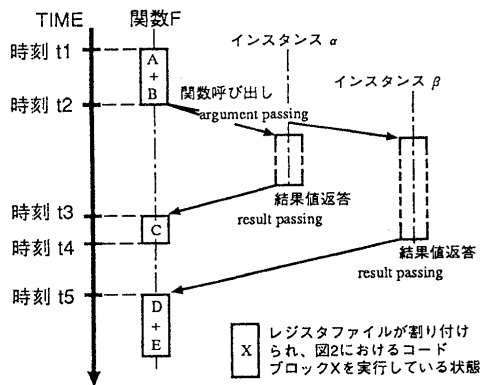 TIME
関数F
時刻 t1
時刻 t2
時刻 t3
時刻 t4
時刻 t5
A
+
B
関数呼び出し
argument passing
インスタンス α
インスタンス β
結果値返答
result passing
C
結果値返答
result passing
D
+
E
X
レジスタファイルが割り付け
られ、図2におけるコード
ブロックXを実行している状態